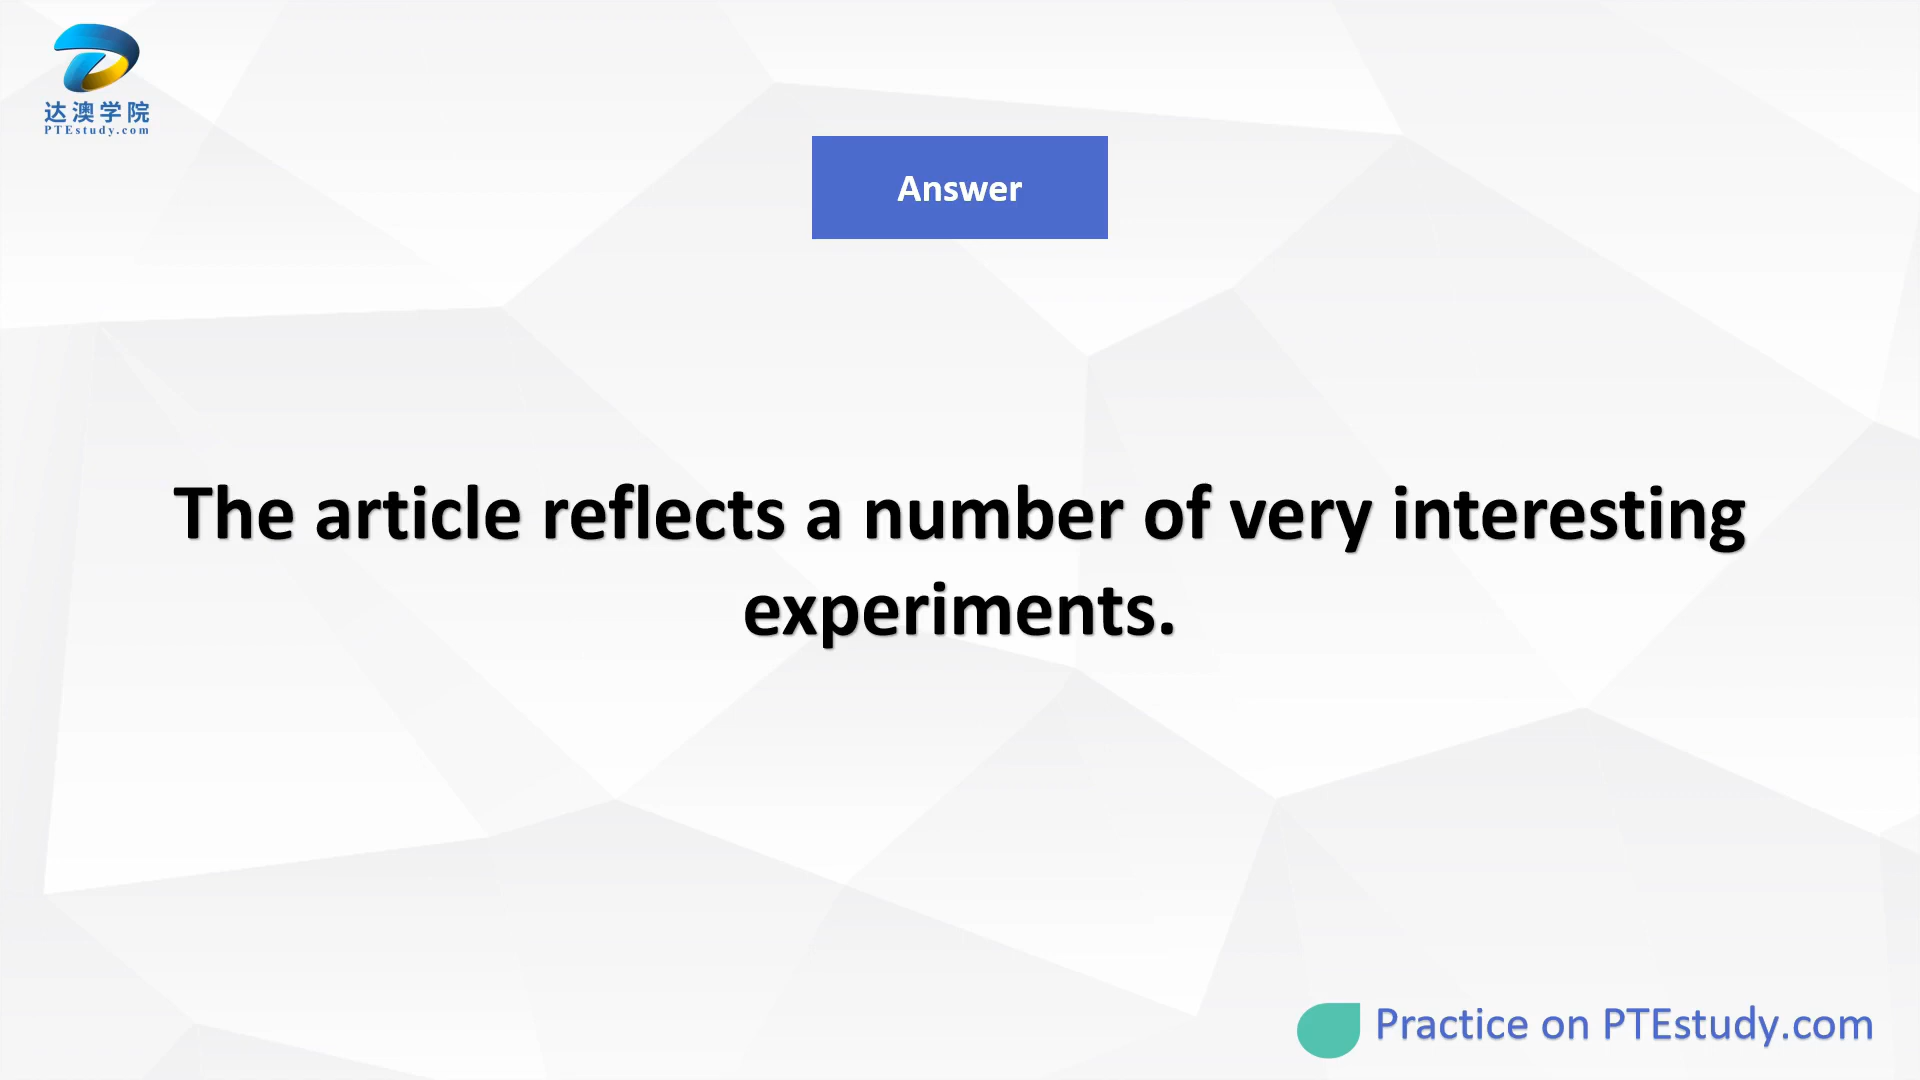 达澳学院
PTEstudy.com
Answer
The article reflects a number of very interesting
experiments.
Practice on PTEstudy.com